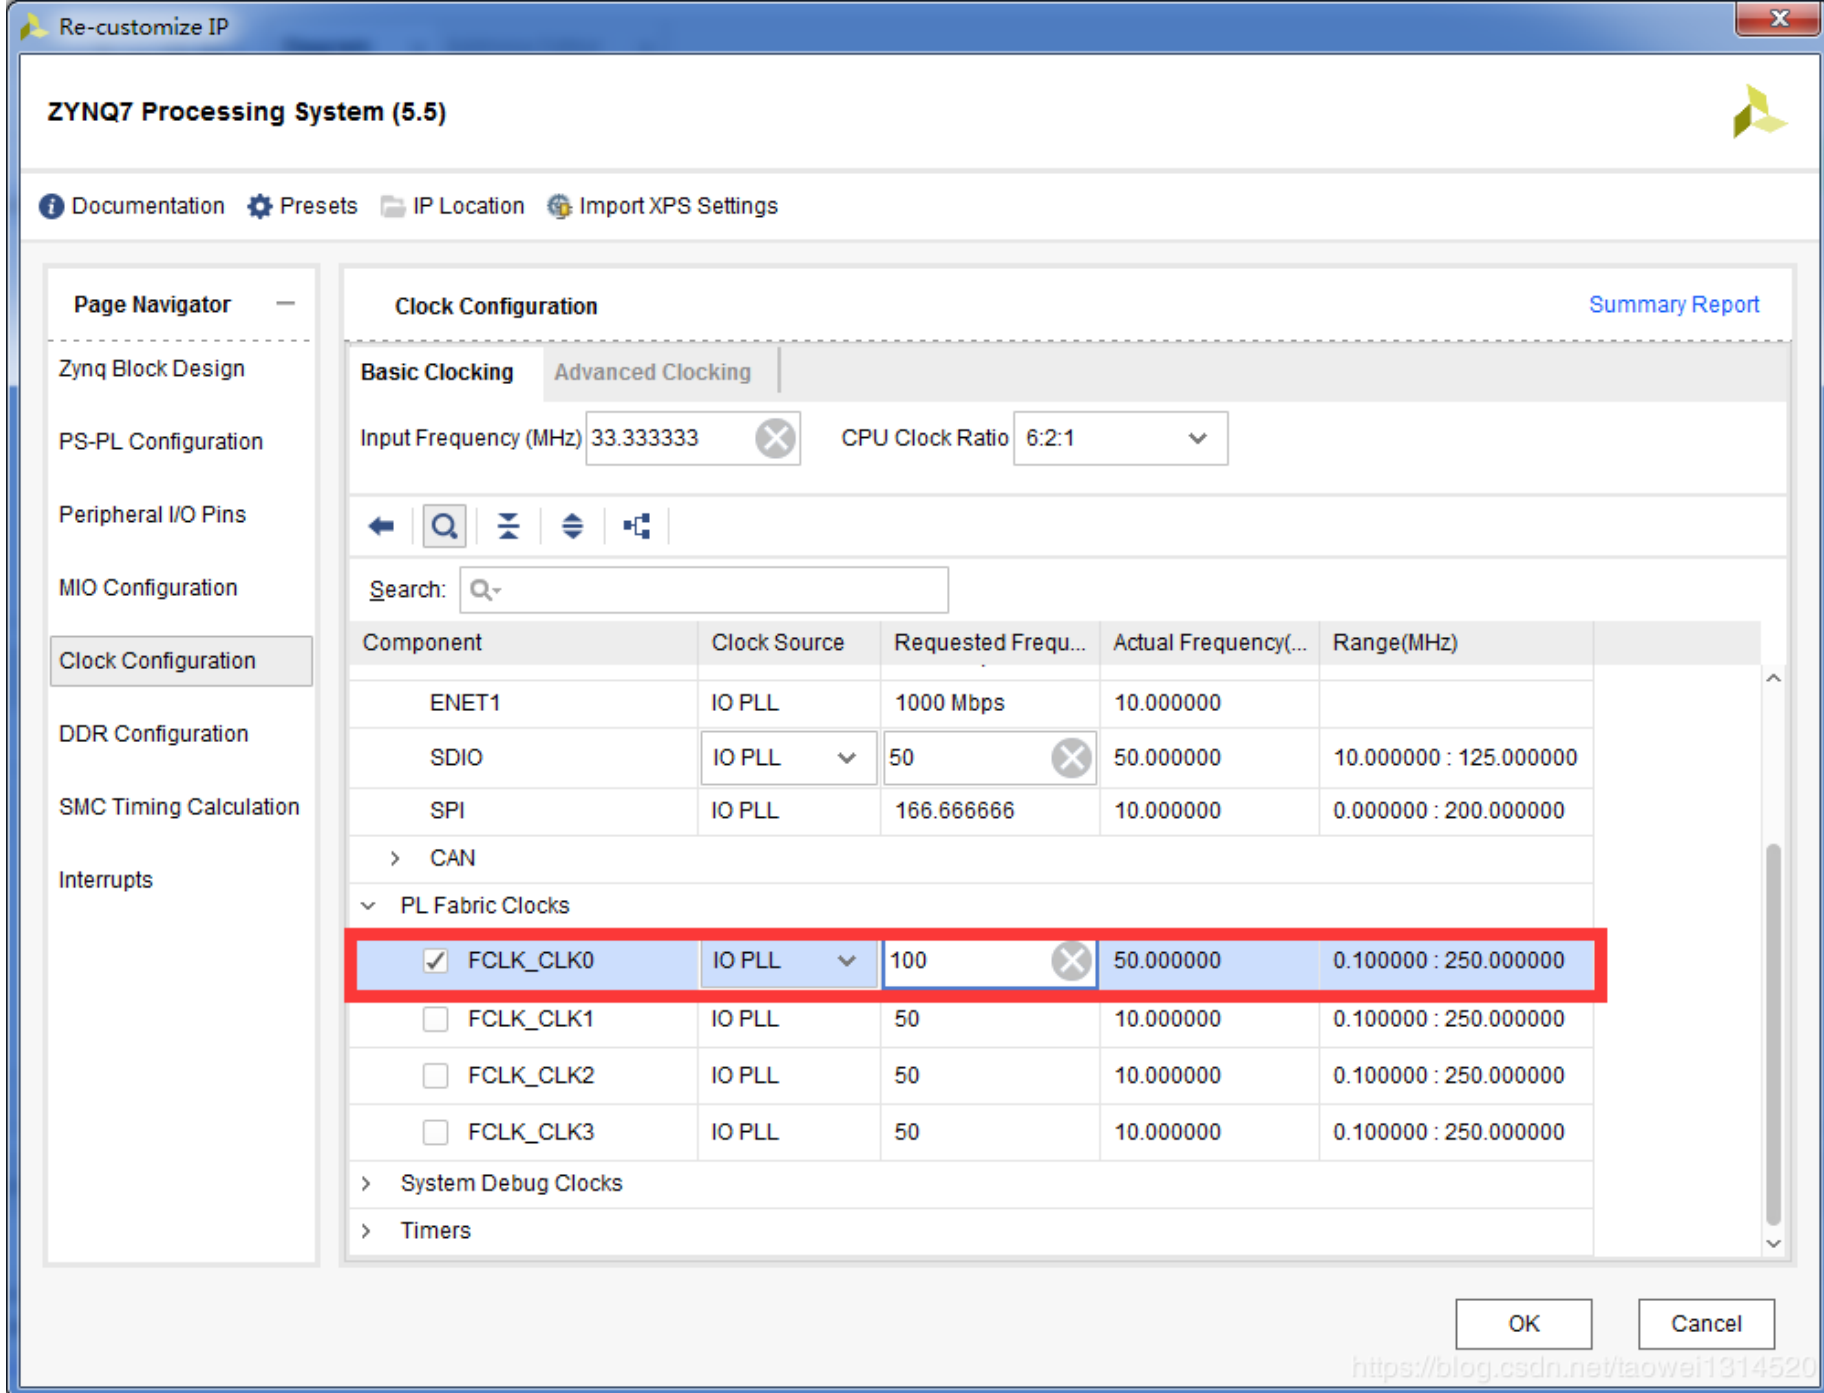 Re-customize IP
ZYNQ7 Processing System (5.5)
Documentation Presets IP Location Import XPS Settings
Page Navigator
Zynq Block Design
PS-PL Configuration
Peripheral I/O Pins
MIO Configuration
Clock Configuration
DDR Configuration
SMC Timing Calculation
Interrupts
Clock Configuration Summary Report
Basic Clocking Advanced Clocking
Input Frequency (MHz) 33.333333 CPU Clock Ratio 6:2:1
Search:
Component Clock Source Requested Frequ... Actual Frequency(... Range(MHz)
ENET1 IO PLL 1000 Mbps 10.000000
SDIO IO PLL 50 50.000000 10.000000 : 125.000000
SPI IO PLL 166.666666 10.000000 0.000000 : 200.000000
CAN
PL Fabric Clocks
FCLK_CLK0 IO PLL 100 50.000000 0.100000 : 250.000000
FCLK_CLK1 IO PLL 50 10.000000 0.100000 : 250.000000
FCLK_CLK2 IO PLL 50 10.000000 0.100000 : 250.000000
FCLK_CLK3 IO PLL 50 10.000000 0.100000 : 250.000000
System Debug Clocks
Timers
OK Cancel
https://blog.csdn.net/taowei1314520